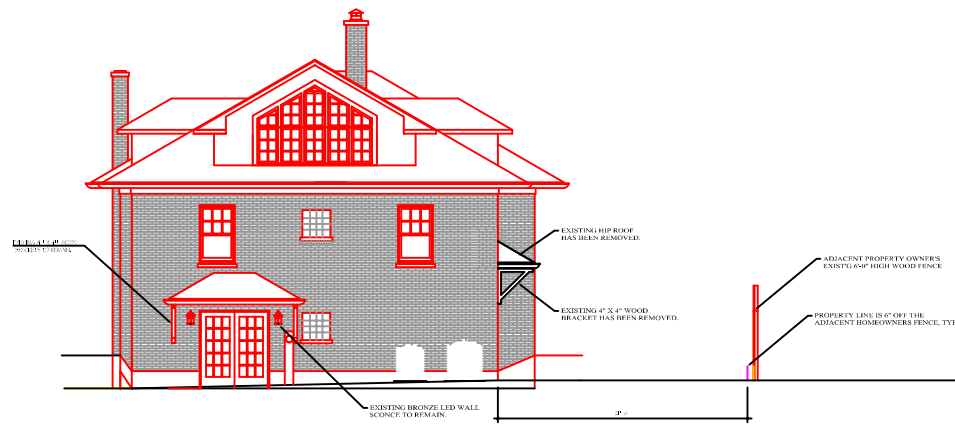 EXISTING HIP ROOF
HAS BEEN REMOVED.
ADJACENT PROPERTY OWNER'S
EXIST'G 6'-0" HIGH WOOD FENCE
EXISTING 4" X 4" WOOD
BRACKET HAS BEEN REMOVED.
PROPERTY LINE IS 6" OFF THE
ADJACENT HOMEOWNERS FENCE, TYP
EXISTING BRONZE LED WALL
SCONCE TO REMAIN.